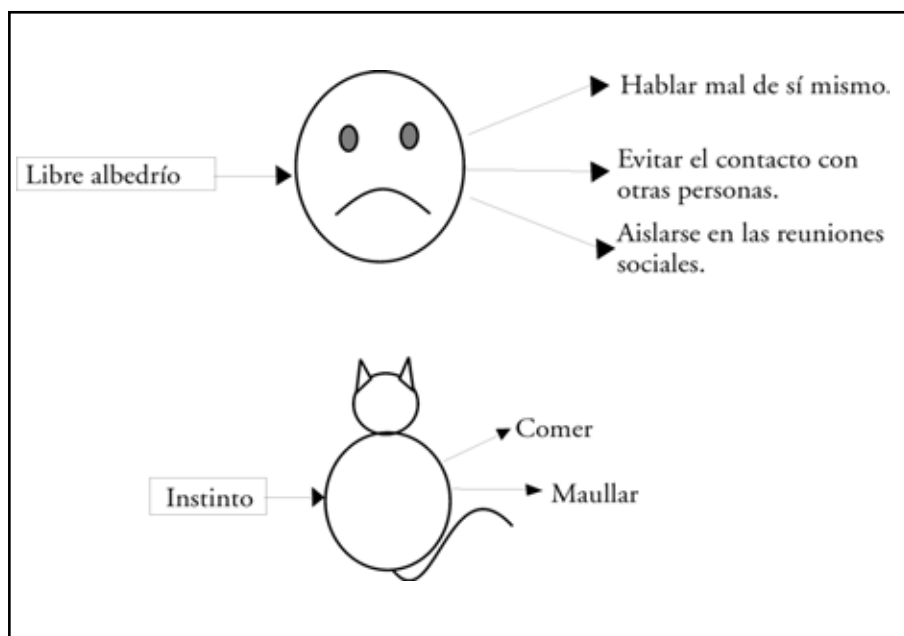 Hablar mal de sí mismo.
Libre albedrío
Evitar el contacto con
otras personas.
Aislarse en las reuniones
sociales.
Comer
Instinto
Maullar